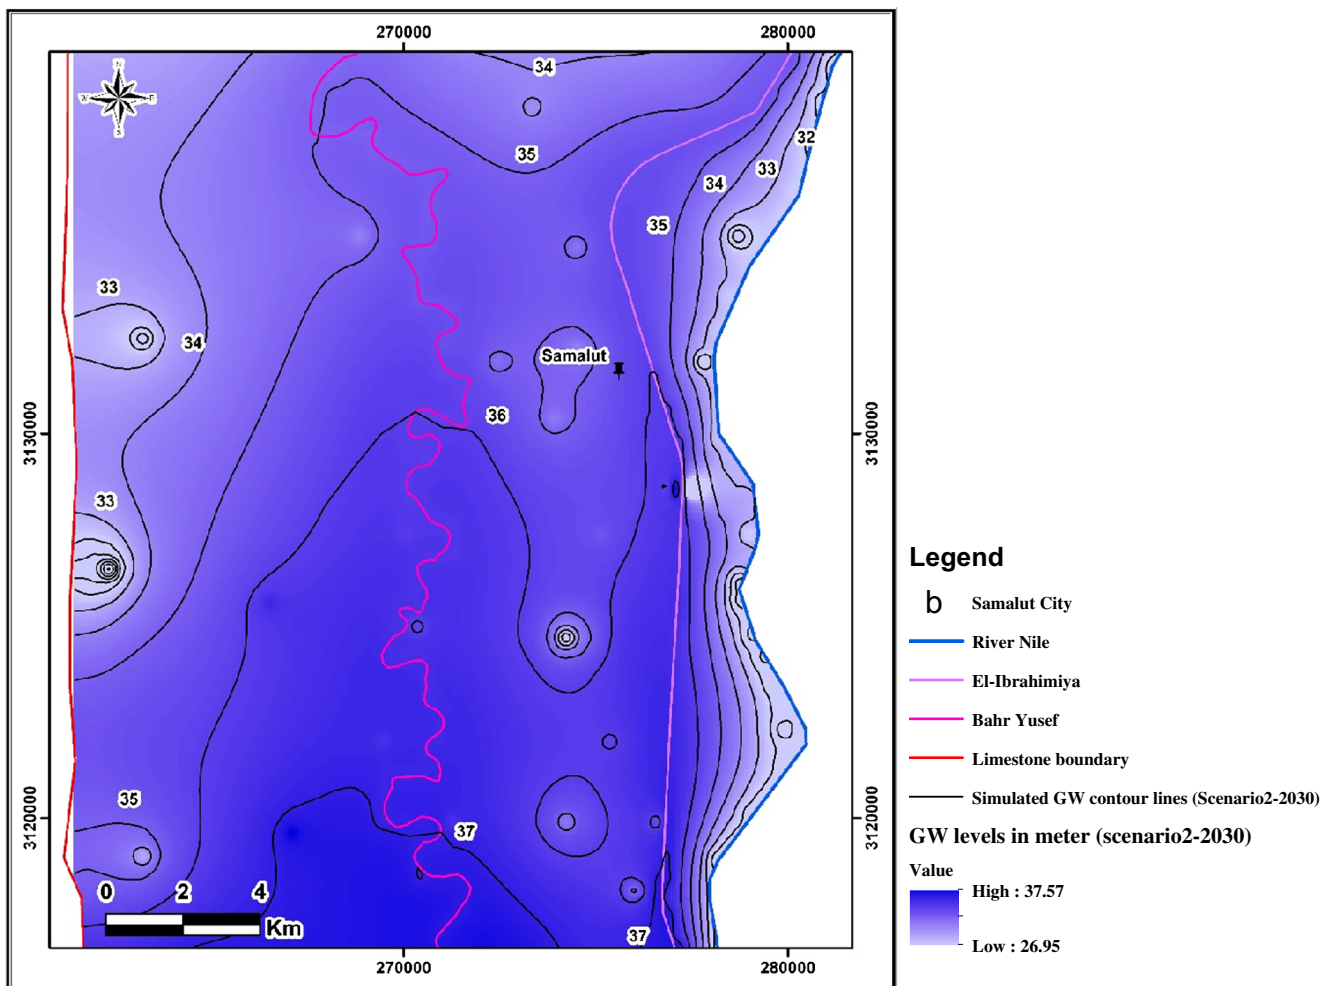 270000
280000
34
N
W
E
S
32
35
33
34
35
33
34
Samalut
36
3130000
3130000
33
35
37
3120000
3120000
0 2 4
Km
37
270000
280000
Legend
b Samalut City
River Nile
El-Ibrahimiya
Bahr Yusef
Limestone boundary
Simulated GW contour lines (Scenario2-2030)
GW levels in meter (scenario2-2030)
Value
High : 37.57
Low : 26.95